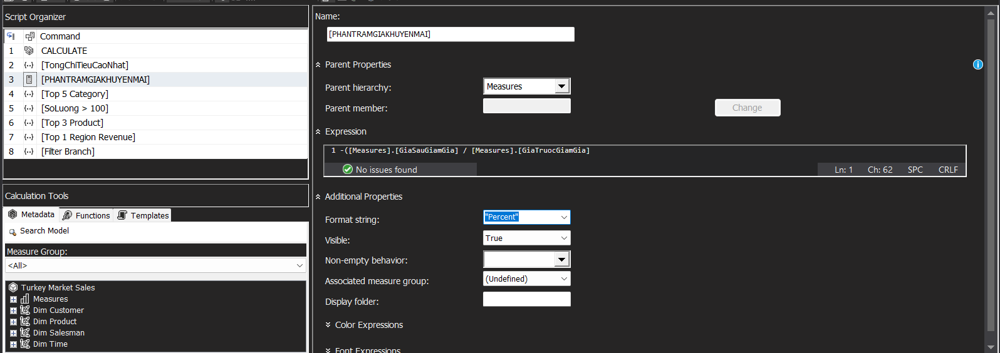 Script Organizer
Command
1 CALCULATE
2 [TongChiTieuCaoNhat]
3 [PHANTRAMGIAKHUYENMAI]
4 [Top 5 Category]
5 [SoLuong > 100]
6 [Top 3 Product]
7 [Top 1 Region Revenue]
8 [Filter Branch]
Calculation Tools
Metadata Functions Templates
Search Model
Measure Group:
<All>
Turkey Market Sales
Measures
Dim Customer
Dim Product
Dim Salesman
Dim Time
Name:
[PHANTRAMGIAKHUYENMAI]
Parent Properties
Parent hierarchy: Measures
Parent member: Change
Expression
1 -([Measures].[GiaSauGiamGia] / [Measures].[GiaTruocGiamGia]
No issues found Ln: 1 Ch: 62 SPC CRLF
Additional Properties
Format string: "Percent"
Visible: True
Non-empty behavior:
Associated measure group: (Undefined)
Display folder:
Color Expressions
Font Expressions